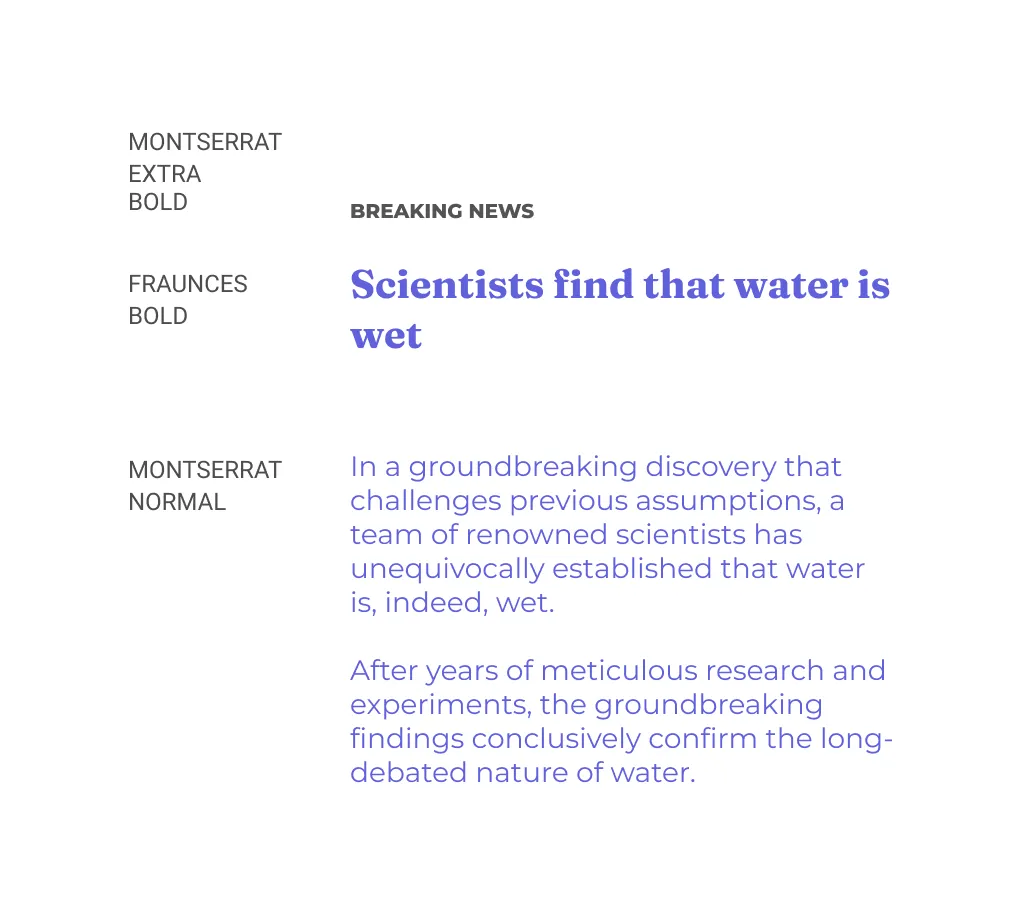 MONTSERRAT
EXTRA
BOLD
BREAKING NEWS
FRAUNCES
BOLD
Scientists find that water is
wet
MONTSERRAT
NORMAL
In a groundbreaking discovery that
challenges previous assumptions, a
team of renowned scientists has
unequivocally established that water
is, indeed, wet.
After years of meticulous research and
experiments, the groundbreaking
findings conclusively confirm the long-
debated nature of water.